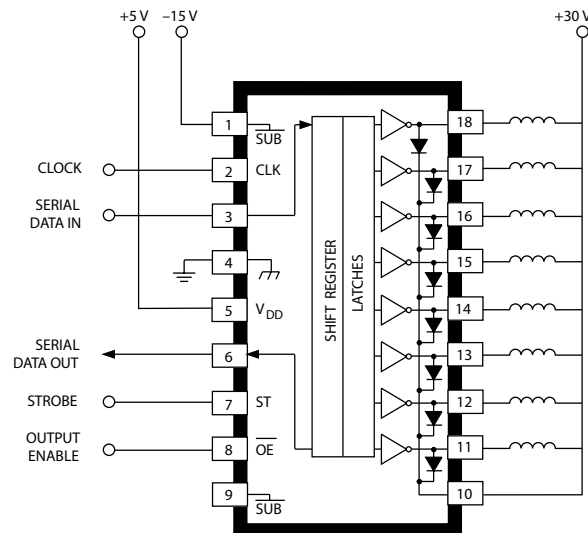 +5 V
–15 V
+30 V
1
SUB
CLOCK
2
CLK
SERIAL
DATA IN
3
4
5
VDD
SERIAL
DATA OUT
6
STROBE
7
ST
OUTPUT
ENABLE
8
OE
9
SUB
SHIFT REGISTER
LATCHES
18
17
16
15
14
13
12
11
10